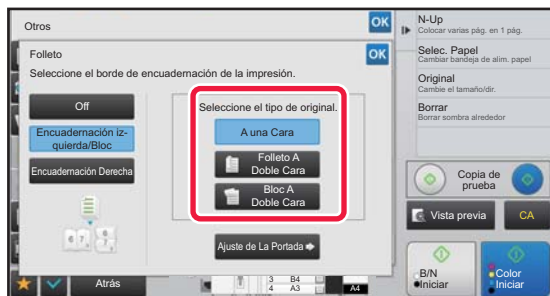 Otros
OK
Folleto
OK
Seleccione el borde de encuadernación de la impresión.
Off
Encuadernación iz-
quierda/Bloc
Encuadernación Derecha
6 7
Seleccione el tipo de original.
A una Cara
Folleto A
Doble Cara
Bloc A
Doble Cara
Ajuste de La Portada
Atrás
3 B4
4 A3
A4
N-Up
Colocar varias pág. en 1 pág.
Selec. Papel
Cambiar bandeja de alim. papel
Original
Cambie el tamaño/dir.
Borrar
Borrar sombra alrededor
Copia de
prueba
Vista previa
CA
B/N
Iniciar
Color
Iniciar